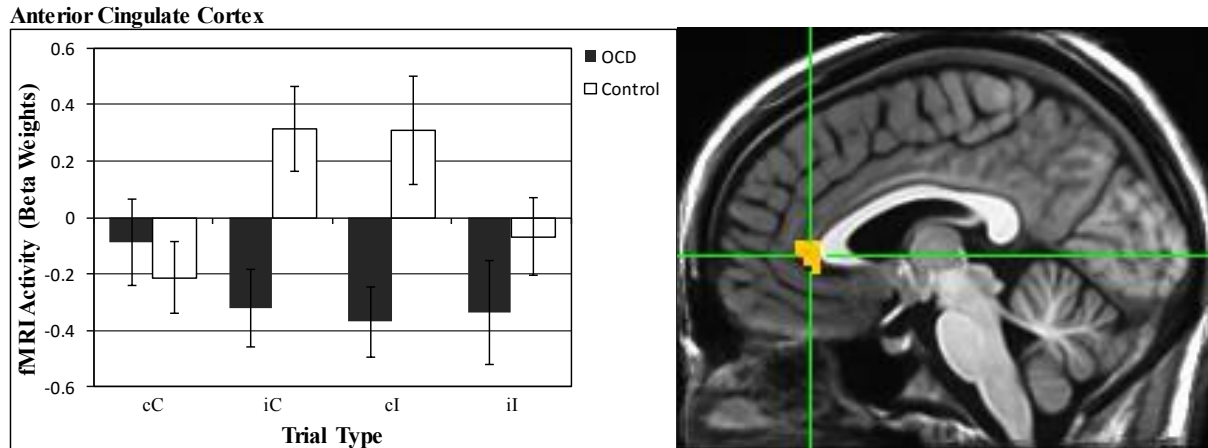 Anterior Cingulate Cortex
fMRI Activity (Beta Weights)
0.6
0.4
0.2
0
-0.2
-0.4
-0.6
cC iC cI iI
Trial Type
OCD
Control